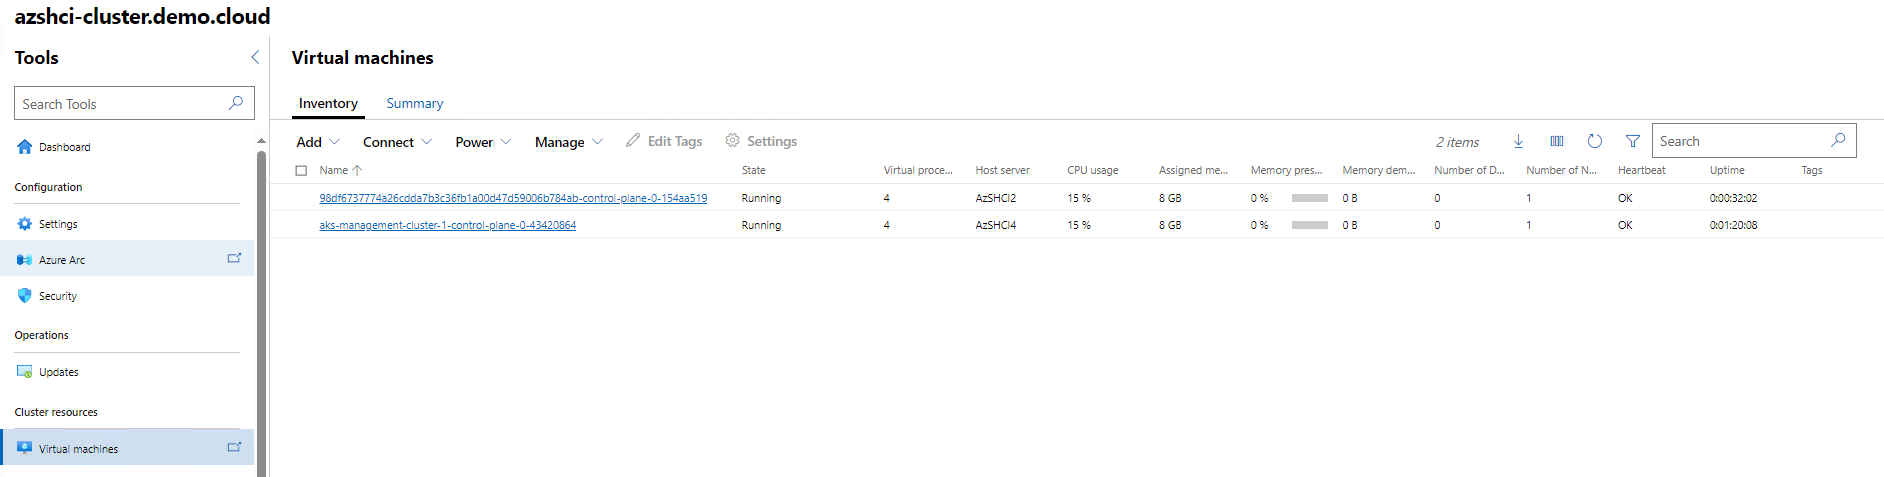 azshci-cluster.demo.cloud
Tools
Search Tools
Dashboard
Configuration
Settings
Azure Arc
Security
Operations
Updates
Cluster resources
Virtual machines
Virtual machines
Inventory Summary
Add Connect Power Manage Edit Tags Settings 2 items Search
Name State Virtual proce... Host server CPU usage Assigned me... Memory pres... Memory dem... Number of D... Number of N... Heartbeat Uptime Tags
98df6737774a26cdda7b3c36fb1a00d47d59006b784ab-control-plane-0-154aa519 Running 4 AzSHCI2 15 % 8 GB 0 % 0 B 0 1 OK 0:00:32:02
aks-management-cluster-1-control-plane-0-43420864 Running 4 AzSHCI4 15 % 8 GB 0 % 0 B 0 1 OK 0:01:20:08